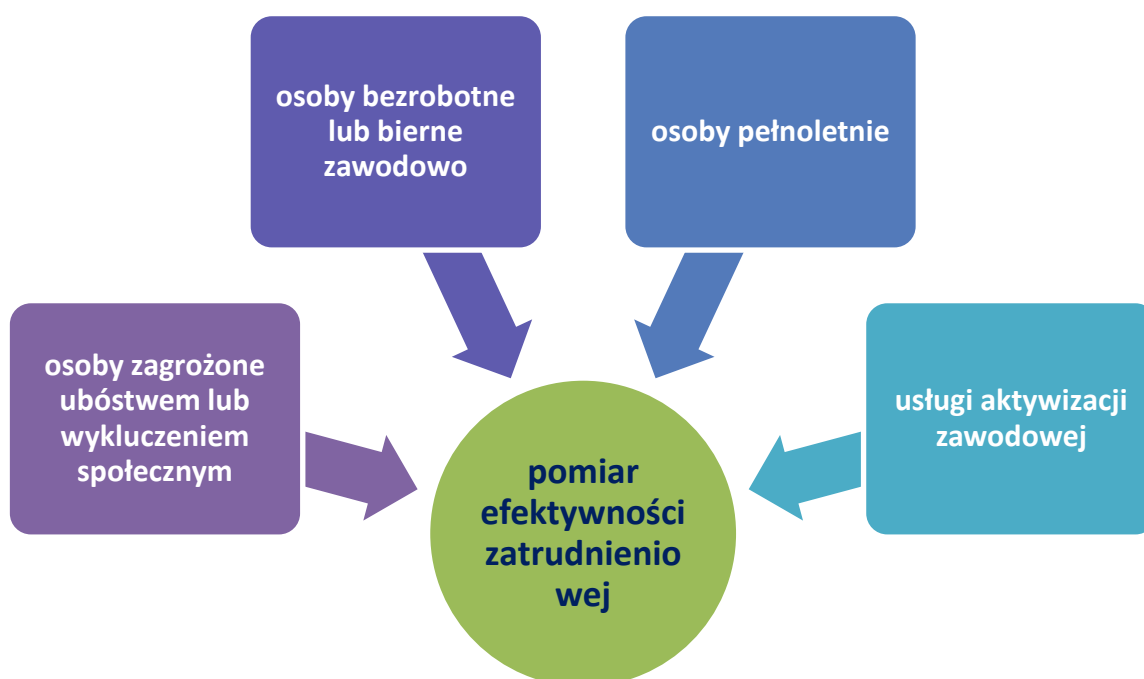 osoby bezrobotne
lub bierne
zawodowo
osoby pełnoletnie
osoby zagrożone
ubóstwem lub
wykluczeniem
społecznym
usługi aktywizacji
zawodowej
pomiar
efektywności
zatrudnienio
wej